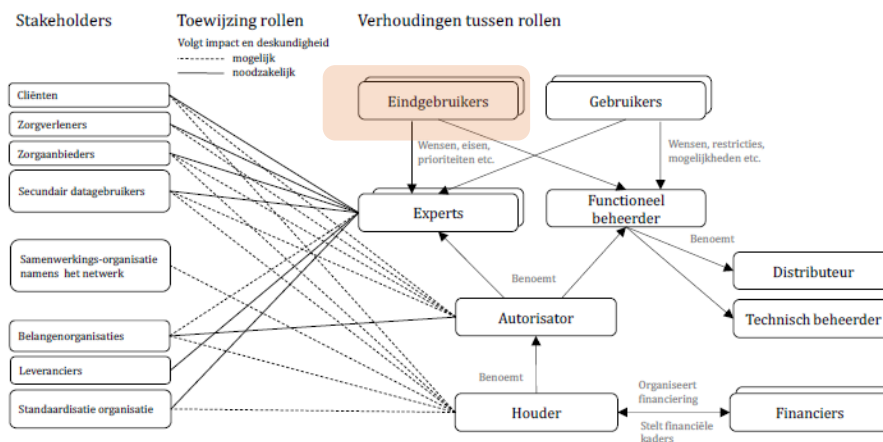 Stakeholders
Toewijzing rollen
Verhoudingen tussen rollen
Volgt impact en deskundigheid
mogelijk
noodzakelijk
Cliënten
Zorgverleners
Zorgaanbieders
Secundair datagebruikers
Samenwerkings-organisatie
namens het netwerk
Belangenorganisaties
Leveranciers
Standaardisatie organisatie
Eindgebruikers
Gebruikers
Wensen, eisen,
prioriteiten etc.
Wensen, restricties,
mogelijkheden etc.
Experts
Functioneel
beheerder
Benoemt
Distributeur
Benoemt
Technisch beheerder
Autorisator
Benoemt
Organiseert
financiering
Houder
Financiers
Stelt financiële
kaders